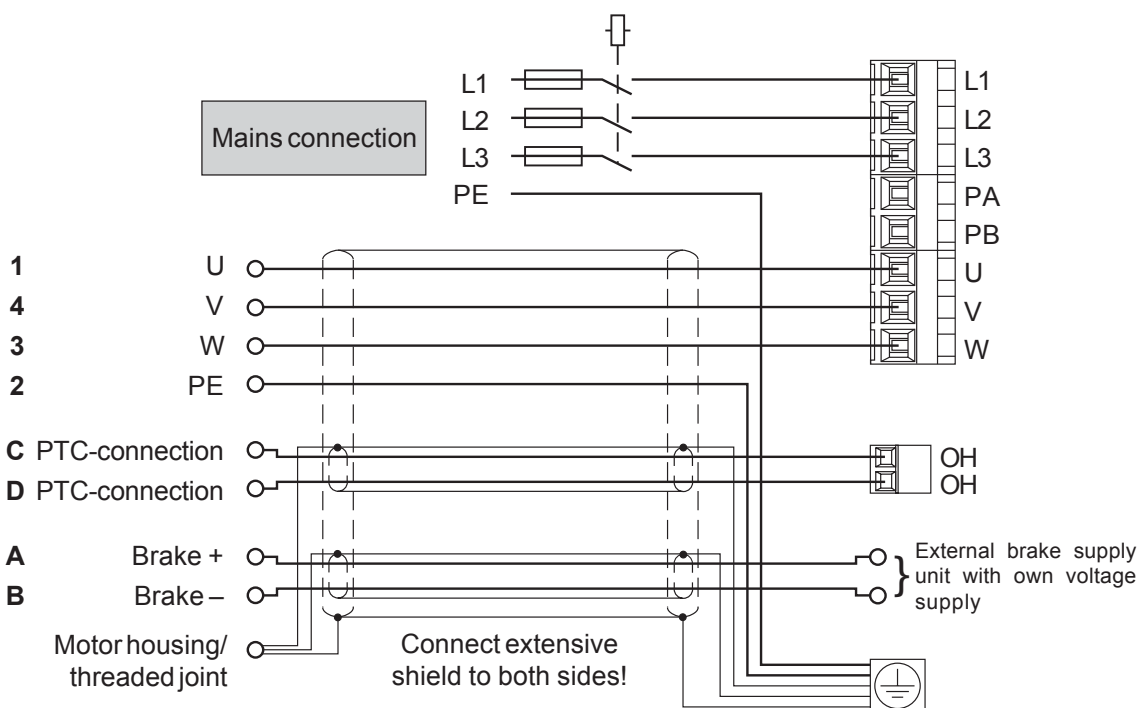 L1 L1
Mains connection
L2 L2
L3 L3
PE PA
PB
1 U U
4 V V
3 W W
2 PE
C PTC-connection OH
D PTC-connection OH
A Brake +
B Brake –
External brake supply
unit with own voltage
supply
}
Motor housing/
threaded joint
Connect extensive
shield to both sides!